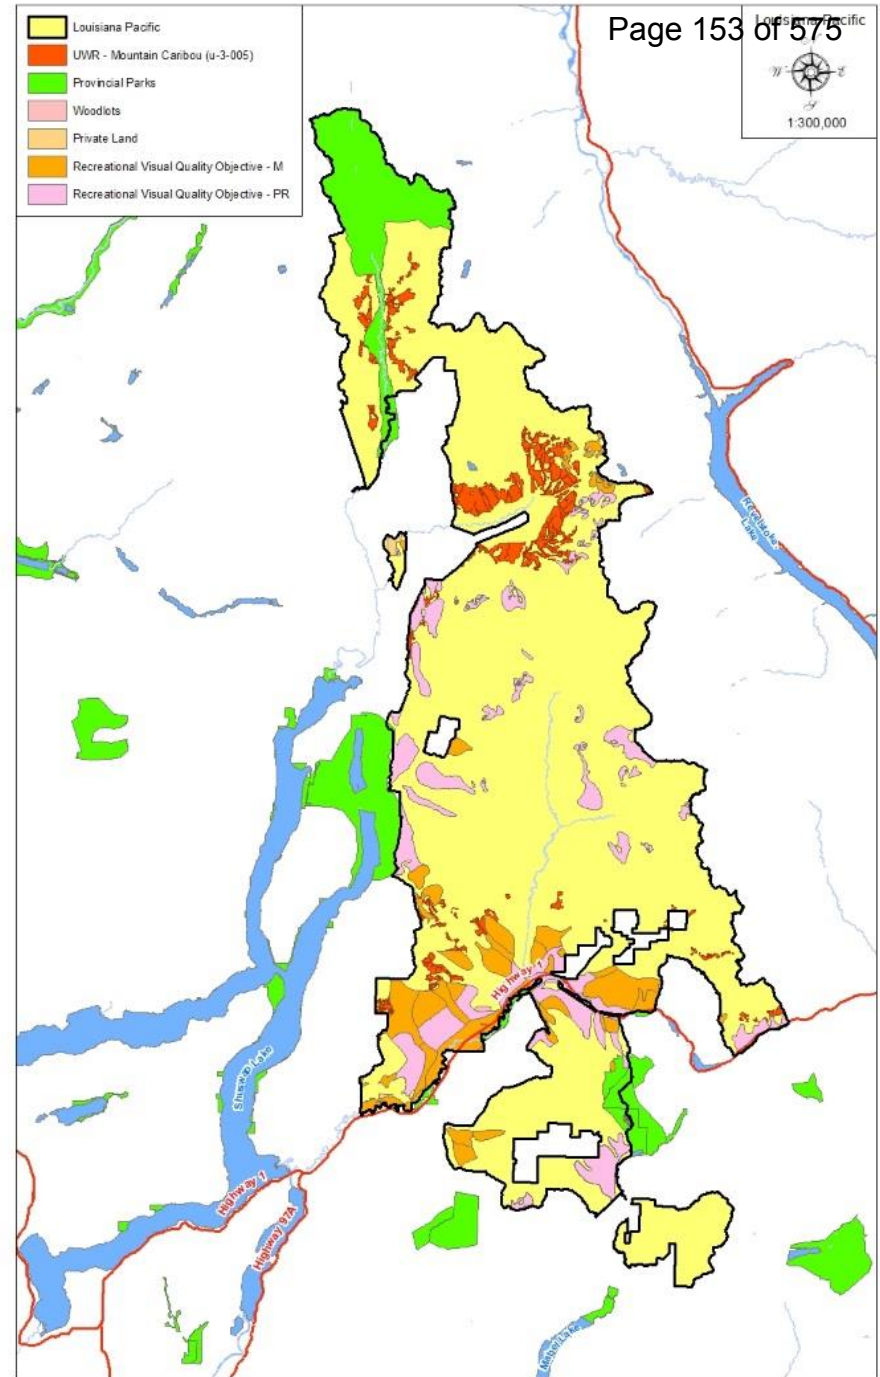 Louisiana Pacific
UWR - Mountain Caribou (u-3-005)
Provincial Parks
Woodlots
Private Land
Recreational Visual Quality Objective - M
Recreational Visual Quality Objective - PR
Page 153 of 575
Louisiana Pacific
N
W
E
S
1:300,000
Revelstoke
Lake
Highway 1
Shuswap Lake
Highway 1
Highway 97A
Mabel Lake